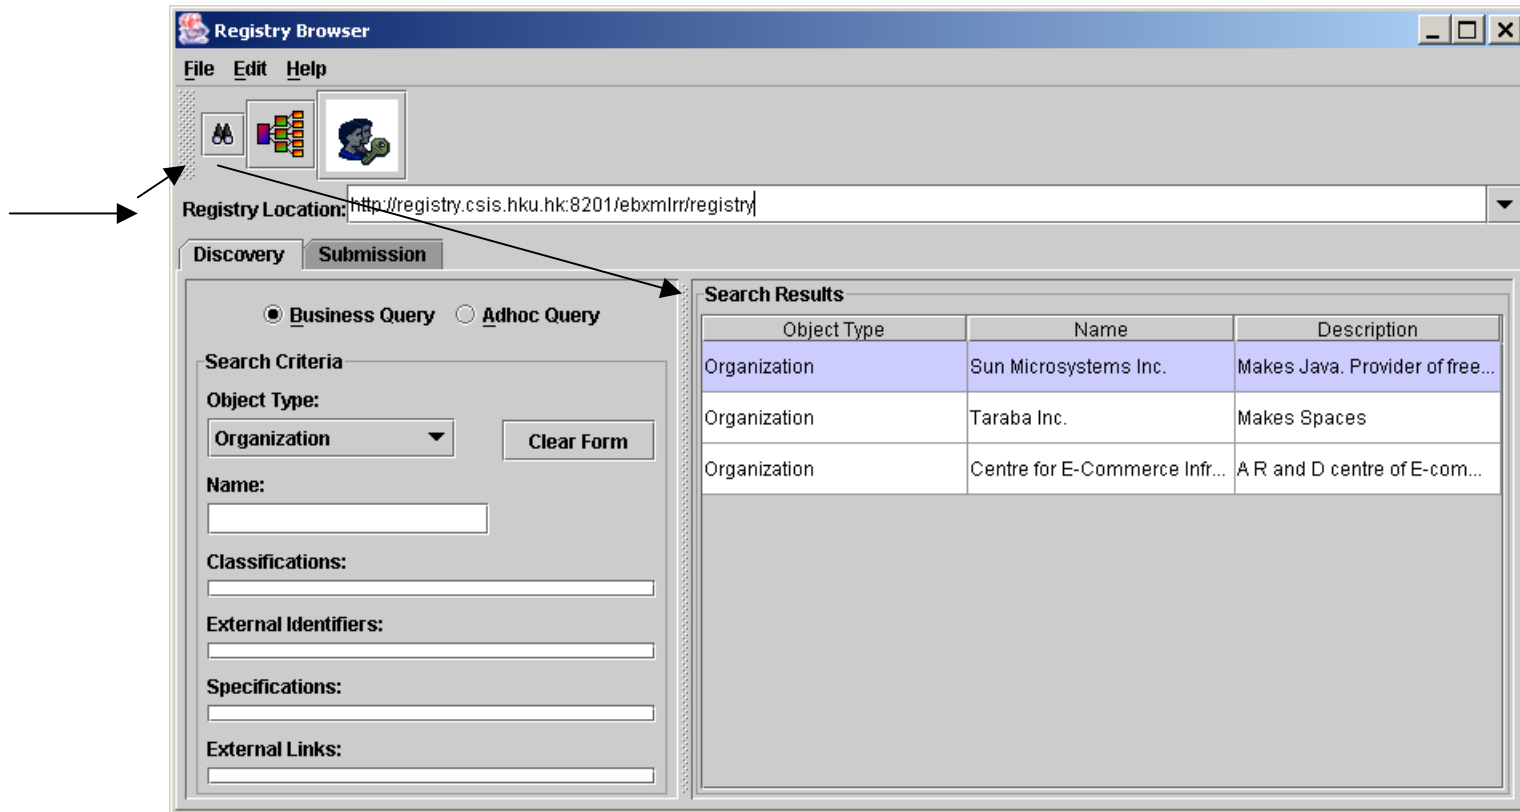 Registry Browser
File Edit Help
Registry Location: http://registry.csis.hku.hk:8201/ebxmlrr/registry
Discovery Submission
Business Query Adhoc Query
Search Criteria
Object Type:
Organization Clear Form
Name:
Classifications:
External Identifiers:
Specifications:
External Links:
Search Results
Object Type Name Description
Organization Sun Microsystems Inc. Makes Java. Provider of free...
Organization Taraba Inc. Makes Spaces
Organization Centre for E-Commerce Infr... A R and D centre of E-com...